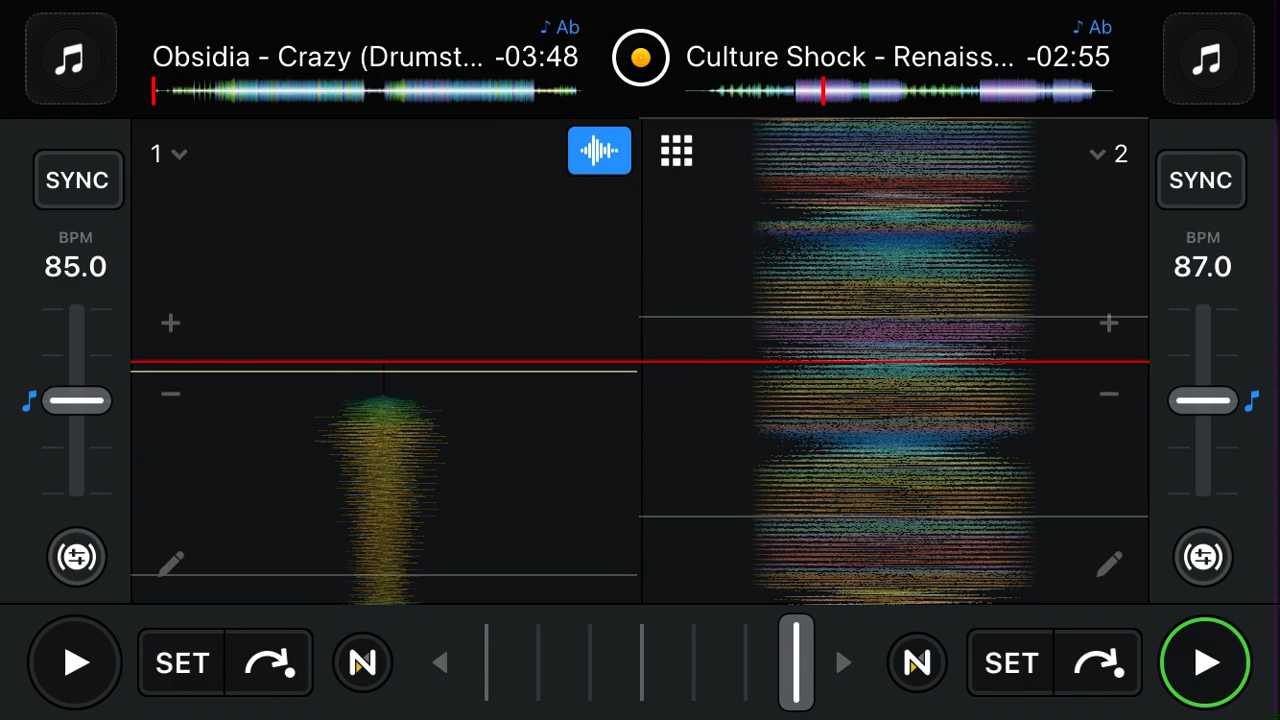 ♪ Ab
Obsidia - Crazy (Drumst... -03:48
♪ Ab
Culture Shock - Renaiss... -02:55
1
2
SYNC
BPM
85.0
SYNC
BPM
87.0
SET
N
N
SET